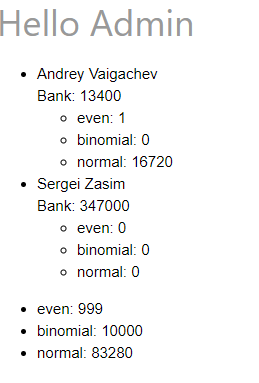 Hello Admin
Andrey Vaigachev
Bank: 13400
even: 1
binomial: 0
normal: 16720
Sergei Zasim
Bank: 347000
even: 0
binomial: 0
normal: 0
even: 999
binomial: 10000
normal: 83280